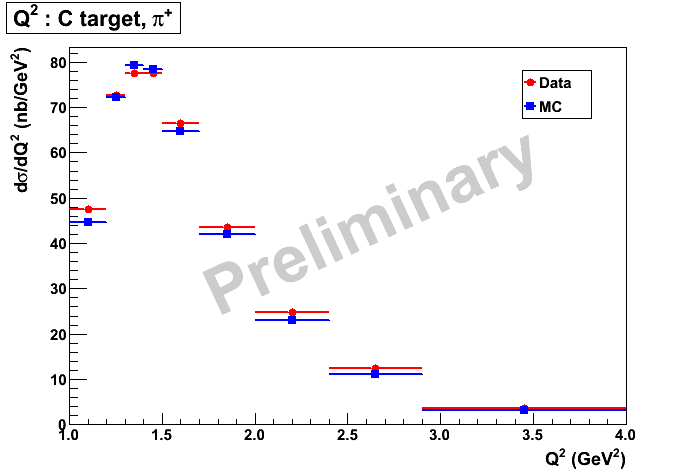 Q² : C target, π⁺
dσ/dQ² (nb/GeV²)
80
70
60
50
40
30
20
10
0
Data
MC
Preliminary
1.0 1.5 2.0 2.5 3.0 3.5 4.0
Q² (GeV²)